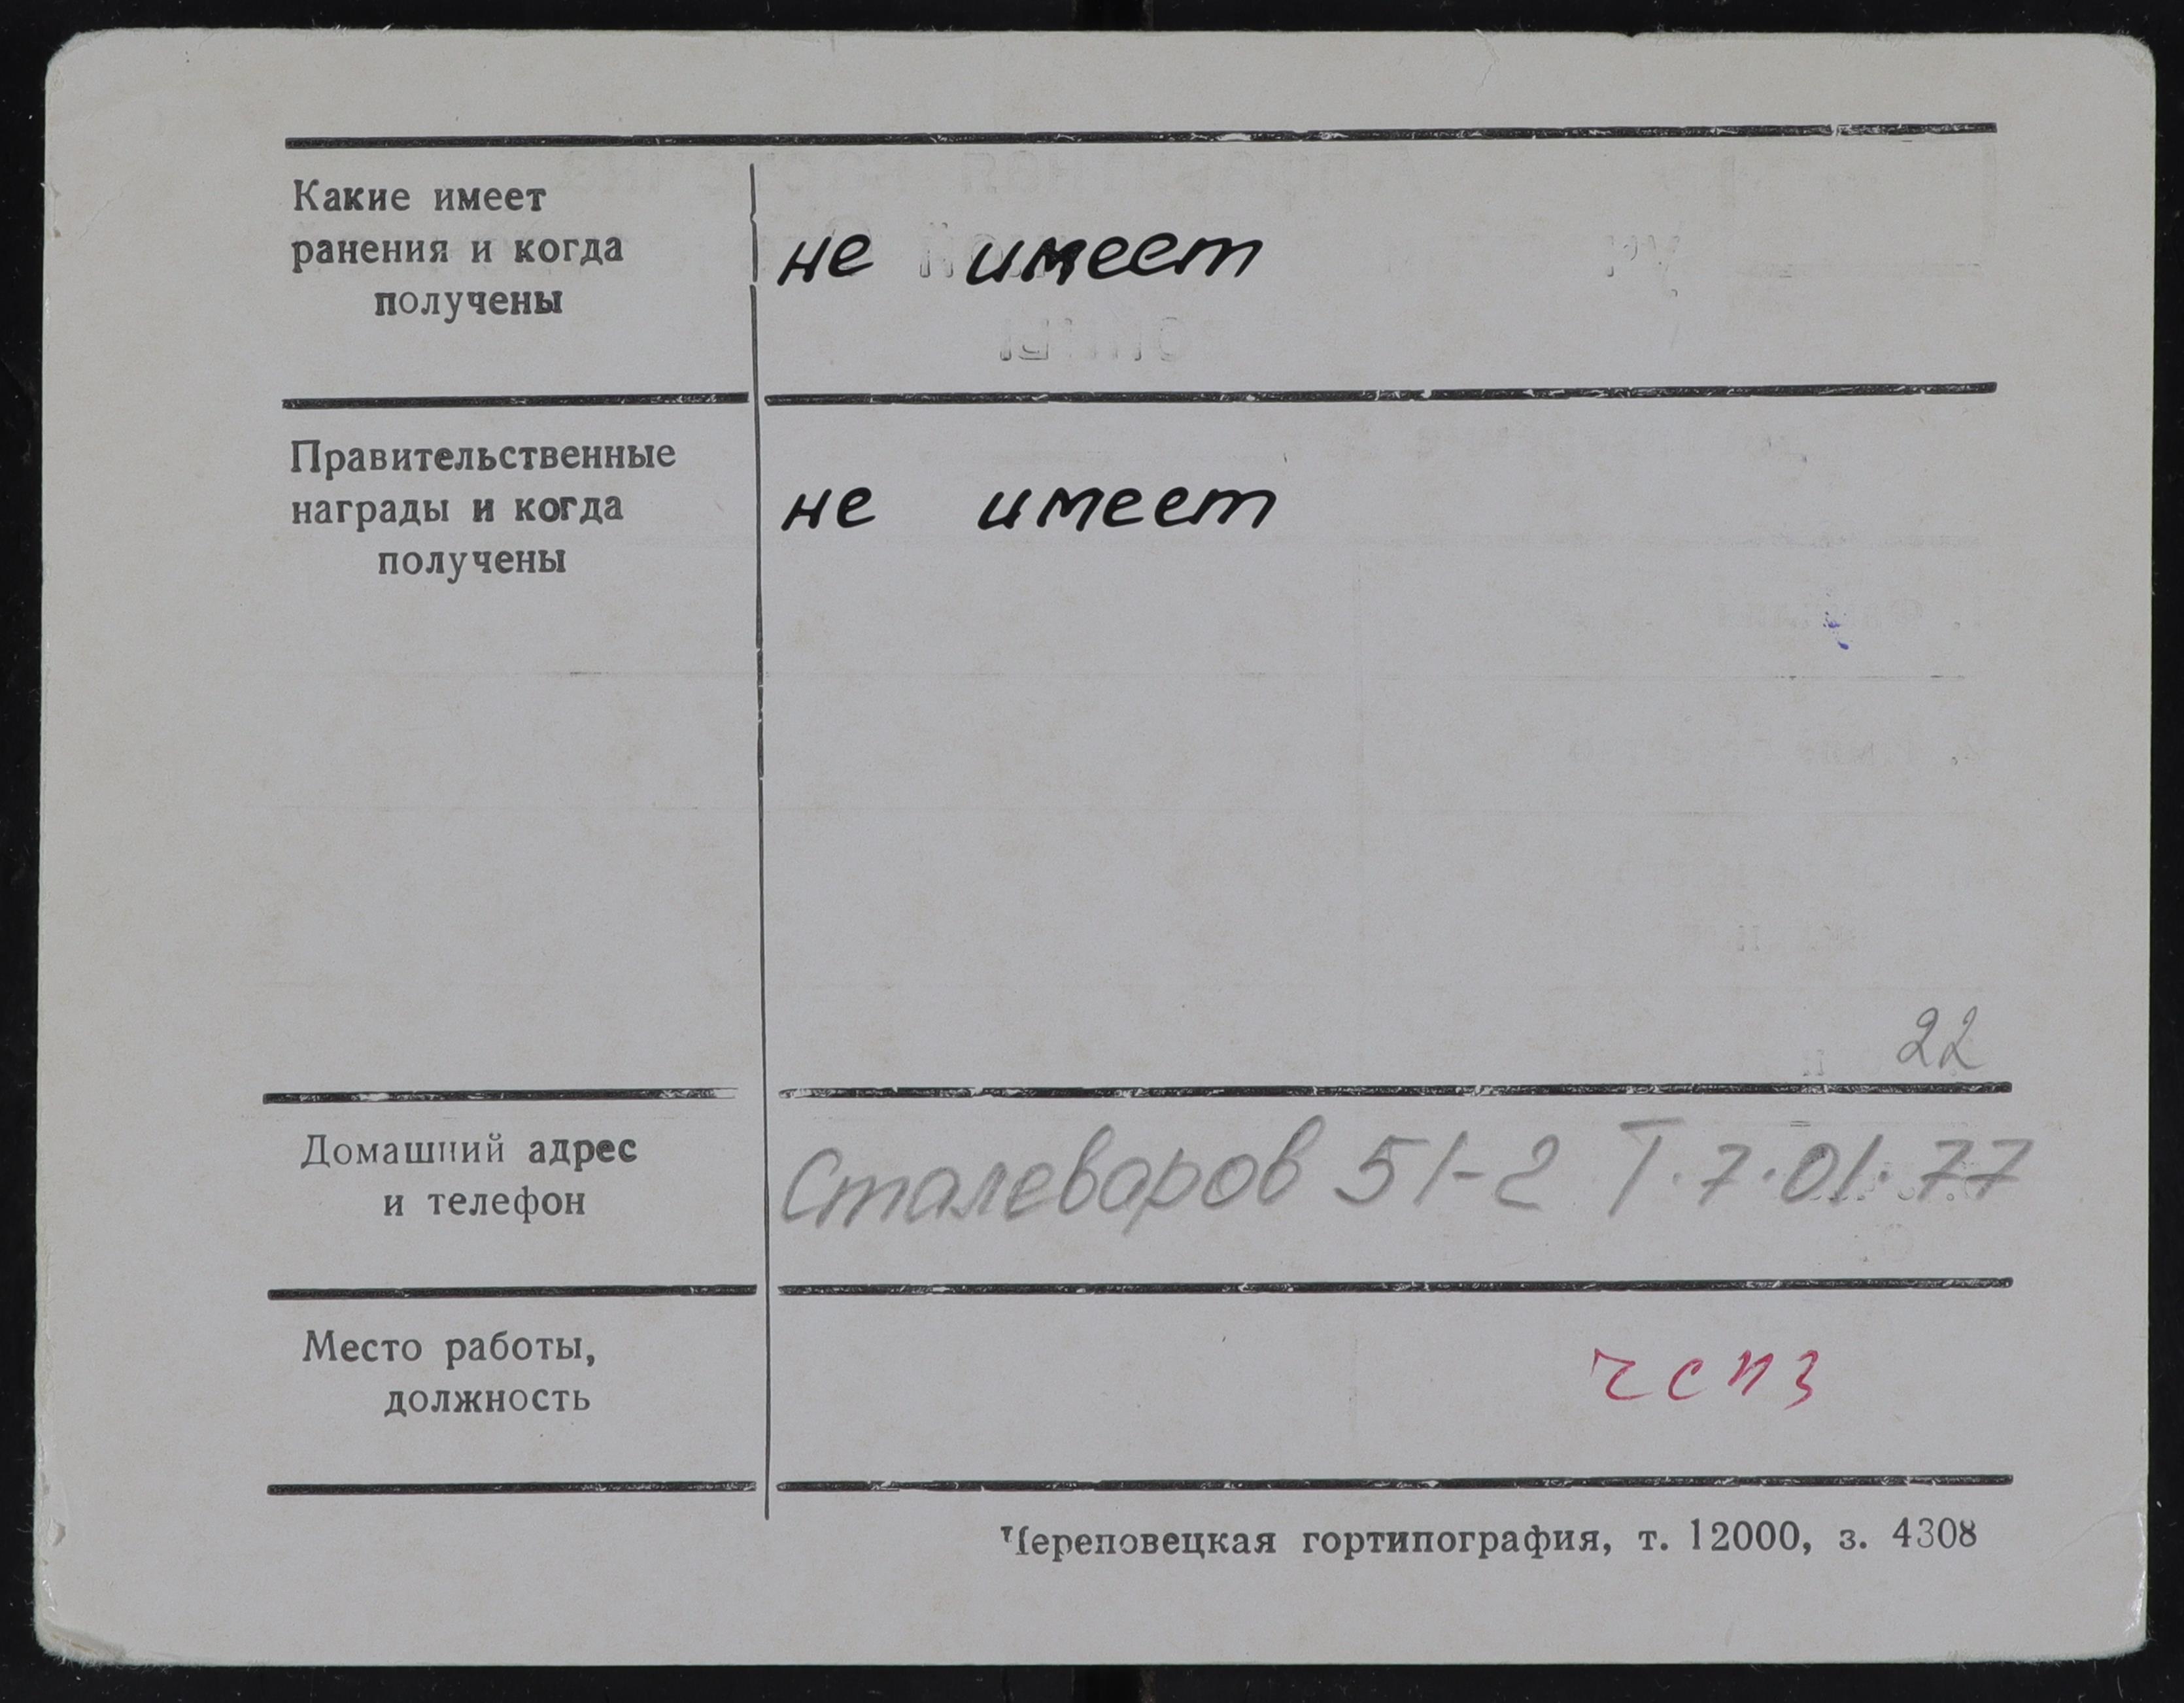 Какие имеет
ранения и когда
получены
не имеет
Правительственные
награды и когда
получены
не имеет
22
Домашний адрес
и телефон
Сталеваров 51-2 Т.7.01.77
Место работы,
должность
чспз
Череповецкая гортипография, т. 12000, з. 4308